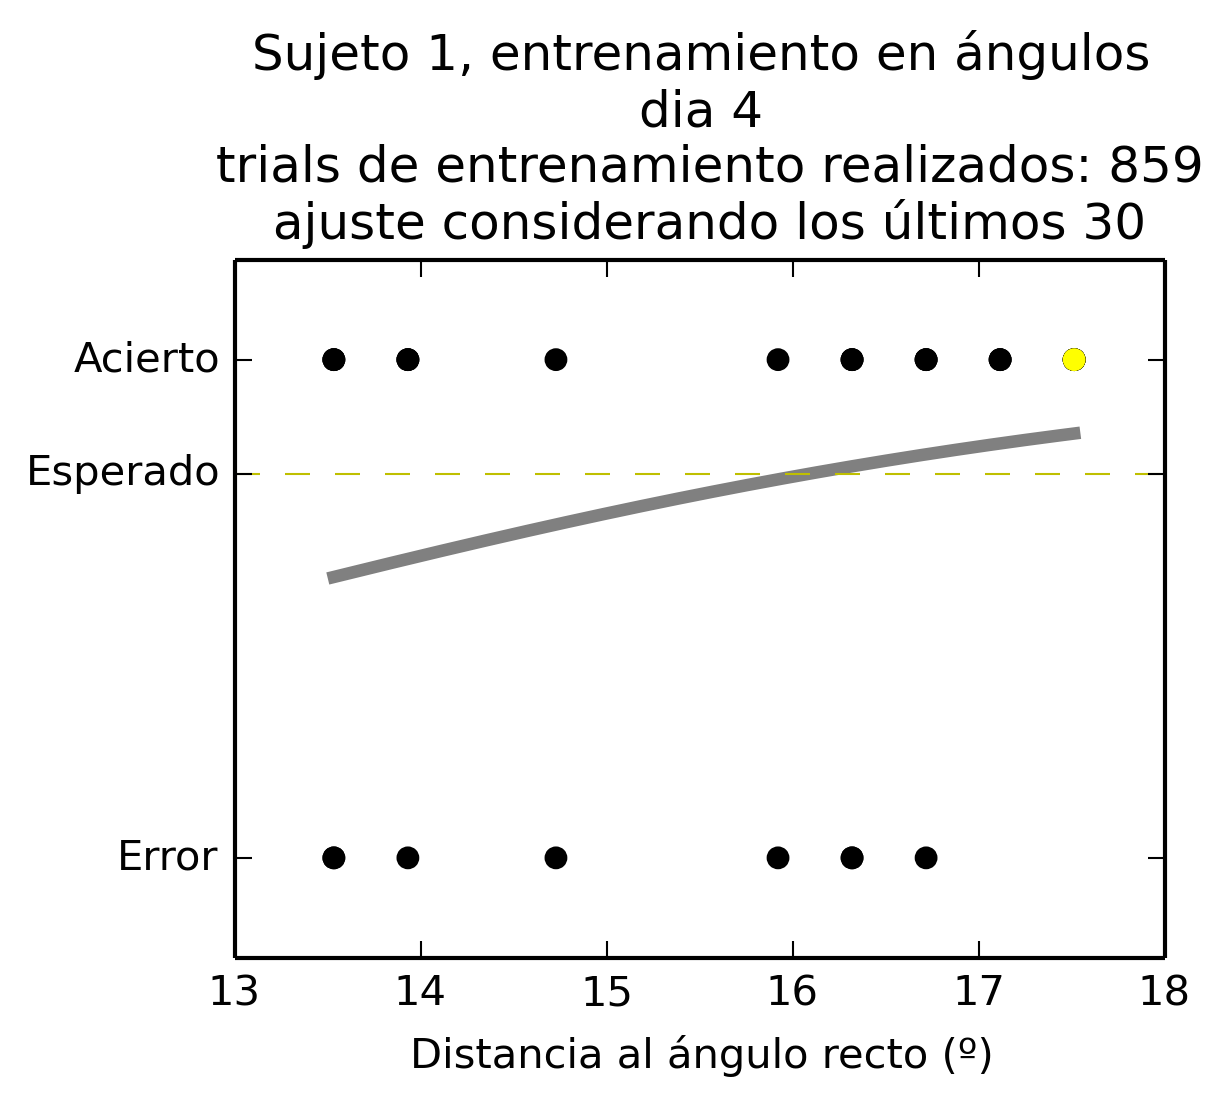 Sujeto 1, entrenamiento en ángulos
dia 4
trials de entrenamiento realizados: 859
ajuste considerando los últimos 30
Acierto
Esperado
Error
13 14 15 16 17 18
Distancia al ángulo recto (º)